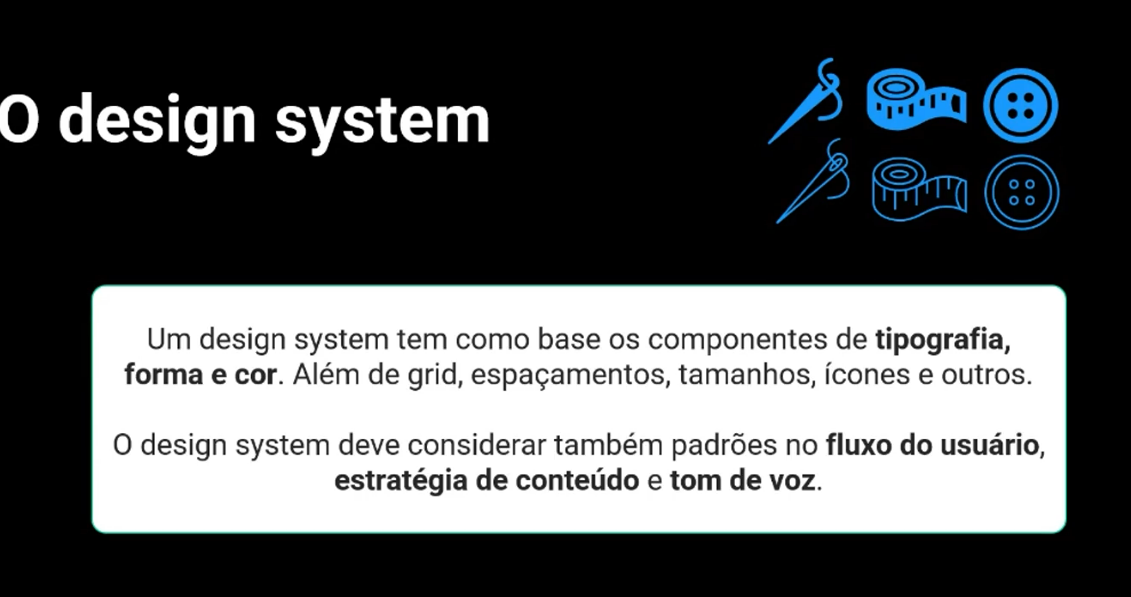 O design system
Um design system tem como base os componentes de tipografia,
forma e cor. Além de grid, espaçamentos, tamanhos, ícones e outros.
O design system deve considerar também padrões no fluxo do usuário,
estratégia de conteúdo e tom de voz.